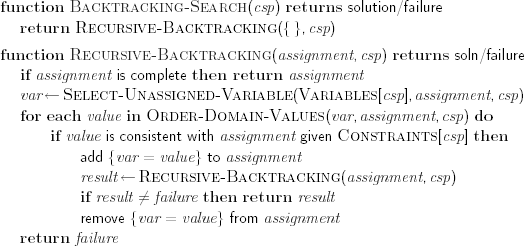 function BACKTRACKING-SEARCH(csp) returns solution/failure
return RECURSIVE-BACKTRACKING({ }, csp)
function RECURSIVE-BACKTRACKING(assignment, csp) returns soln/failure
if assignment is complete then return assignment
var ← SELECT-UNASSIGNED-VARIABLE(VARIABLES[csp], assignment, csp)
for each value in ORDER-DOMAIN-VALUES(var, assignment, csp) do
if value is consistent with assignment given CONSTRAINTS[csp] then
add {var = value} to assignment
result ← RECURSIVE-BACKTRACKING(assignment, csp)
if result ≠ failure then return result
remove {var = value} from assignment
return failure